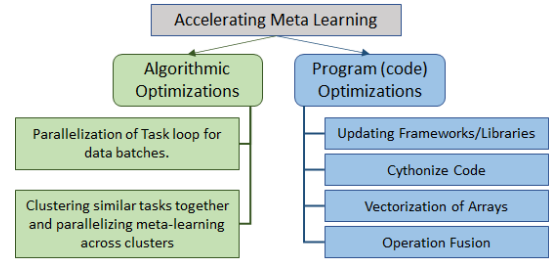 Accelerating Meta Learning
Algorithmic
Optimizations
Program (code)
Optimizations
Parallelization of Task loop for
data batches.
Clustering similar tasks together
and parallelizing meta-learning
across clusters
Updating Frameworks/Libraries
Cythonize Code
Vectorization of Arrays
Operation Fusion